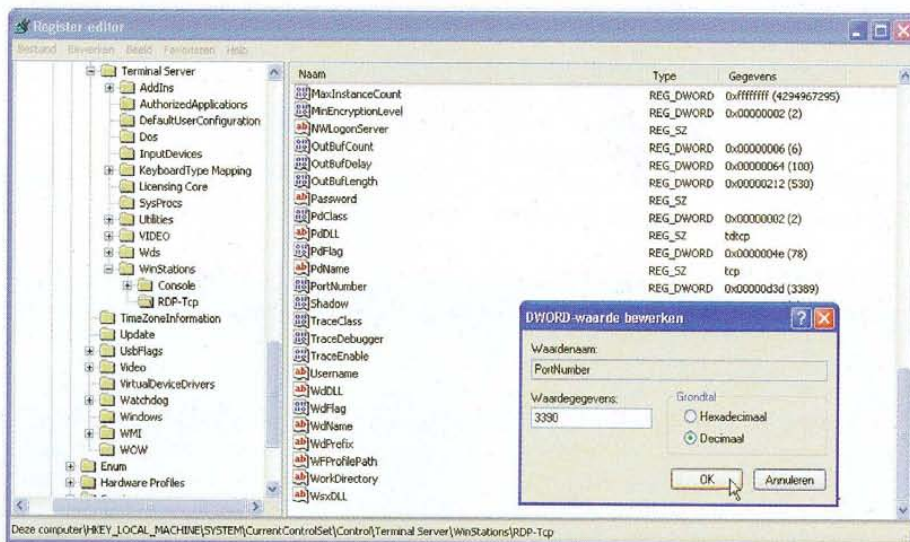 Register editor
Bestand Bewerken Beeld Favorieten Help
Terminal Server
AddIns
AuthorizedApplications
DefaultUserConfiguration
Dos
InputDevices
KeyboardType Mapping
Licensing Core
SysProcs
Utilities
VIDEO
Wds
WinStations
Console
RDP-Tcp
TimeZoneInformation
Update
UsbFlags
Video
VirtualDeviceDrivers
Watchdog
Windows
WMI
WOW
Enum
Hardware Profiles
Naam Type Gegevens
MaxInstanceCount REG_DWORD 0xffffffff (4294967295)
MinEncryptionLevel REG_DWORD 0x00000002 (2)
NWLogonServer REG_SZ
OutBufCount REG_DWORD 0x00000006 (6)
OutBufDelay REG_DWORD 0x00000064 (100)
OutBufLength REG_DWORD 0x00000212 (530)
Password REG_SZ
PdClass REG_DWORD 0x00000002 (2)
PdDLL REG_SZ tdtcp
PdFlag REG_DWORD 0x0000004e (78)
PdName REG_SZ tcp
PortNumber REG_DWORD 0x00000d3d (3389)
Shadow
TraceClass
TraceDebugger
TraceEnable
Username
WdDLL
WdFlag
WdName
WdPrefix
WFProfilePath
WorkDirectory
WsxDLL
DWORD-waarde bewerken
Waardenaam:
PortNumber
Waardegegevens:
3390
Grondtal
Hexadecimaal
Decimaal
OK
Annuleren
Deze computer\HKEY_LOCAL_MACHINE\SYSTEM\CurrentControlSet\Control\Terminal Server\WinStations\RDP-Tcp